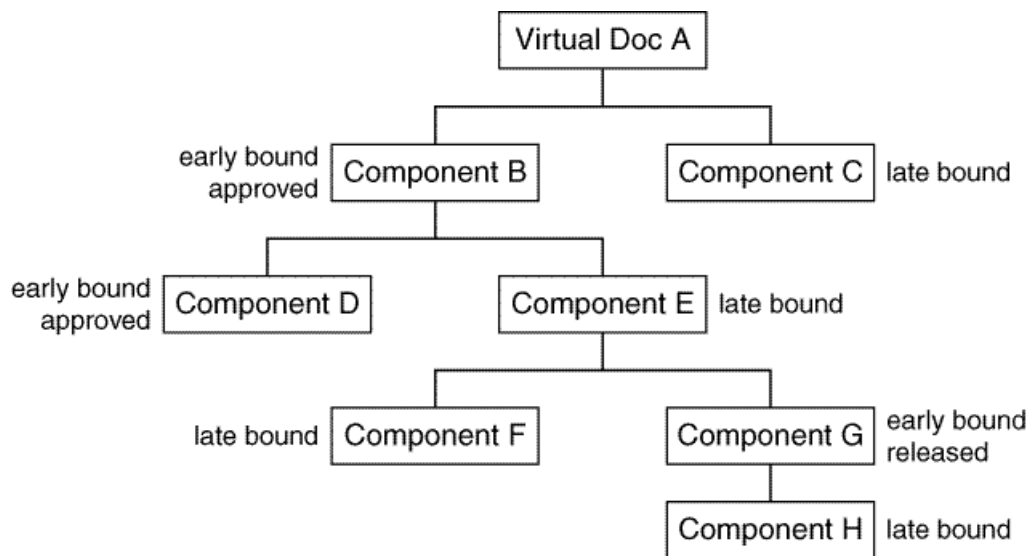 Virtual Doc A
early bound
approved
Component B
Component C
late bound
early bound
approved
Component D
Component E
late bound
late bound
Component F
Component G
early bound
released
Component H
late bound